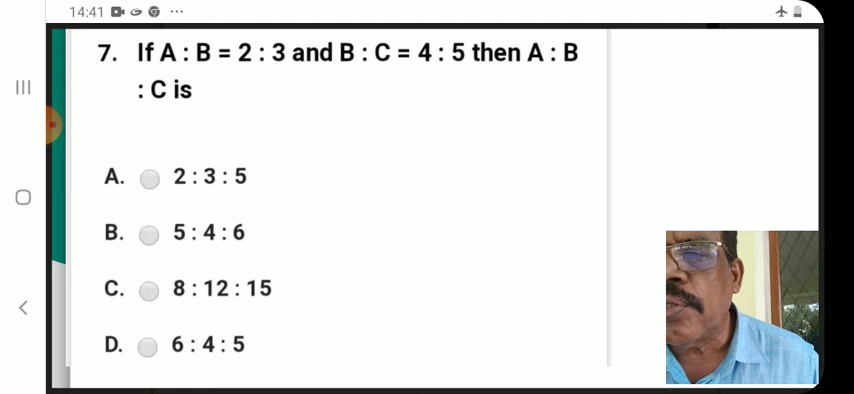 14:41
7. If A : B = 2 : 3 and B : C = 4 : 5 then A : B
: C is
A. 2 : 3 : 5
B. 5 : 4 : 6
C. 8 : 12 : 15
D. 6 : 4 : 5